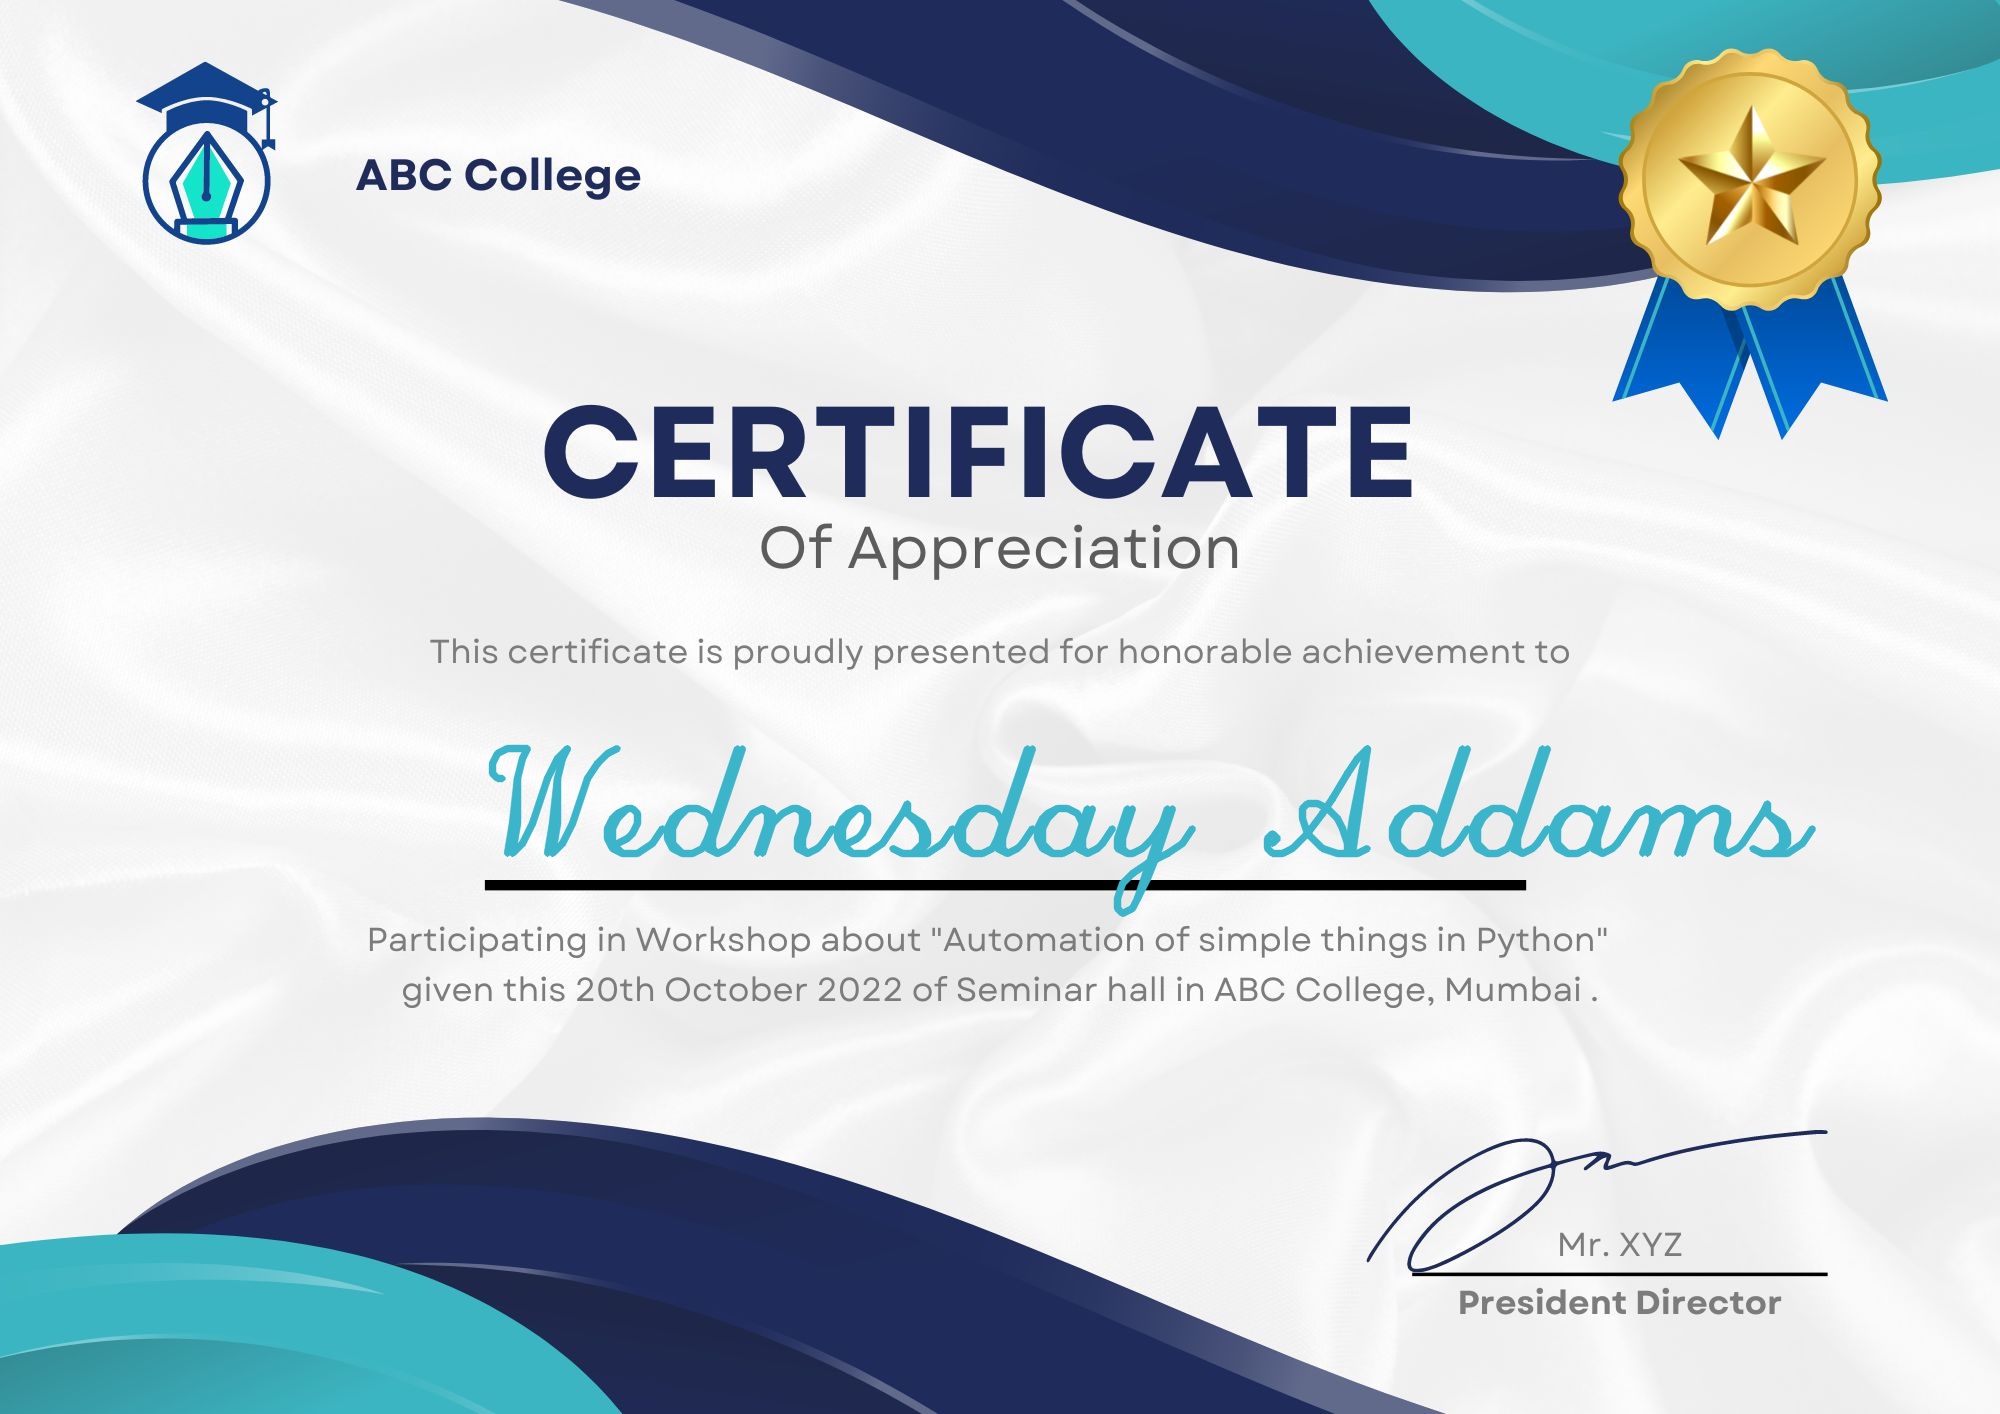 ABC College
CERTIFICATE
Of Appreciation
This certificate is proudly presented for honorable achievement to
Wednesday Addams
Participating in Workshop about "Automation of simple things in Python"
given this 20th October 2022 of Seminar hall in ABC College, Mumbai .
Mr. XYZ
President Director